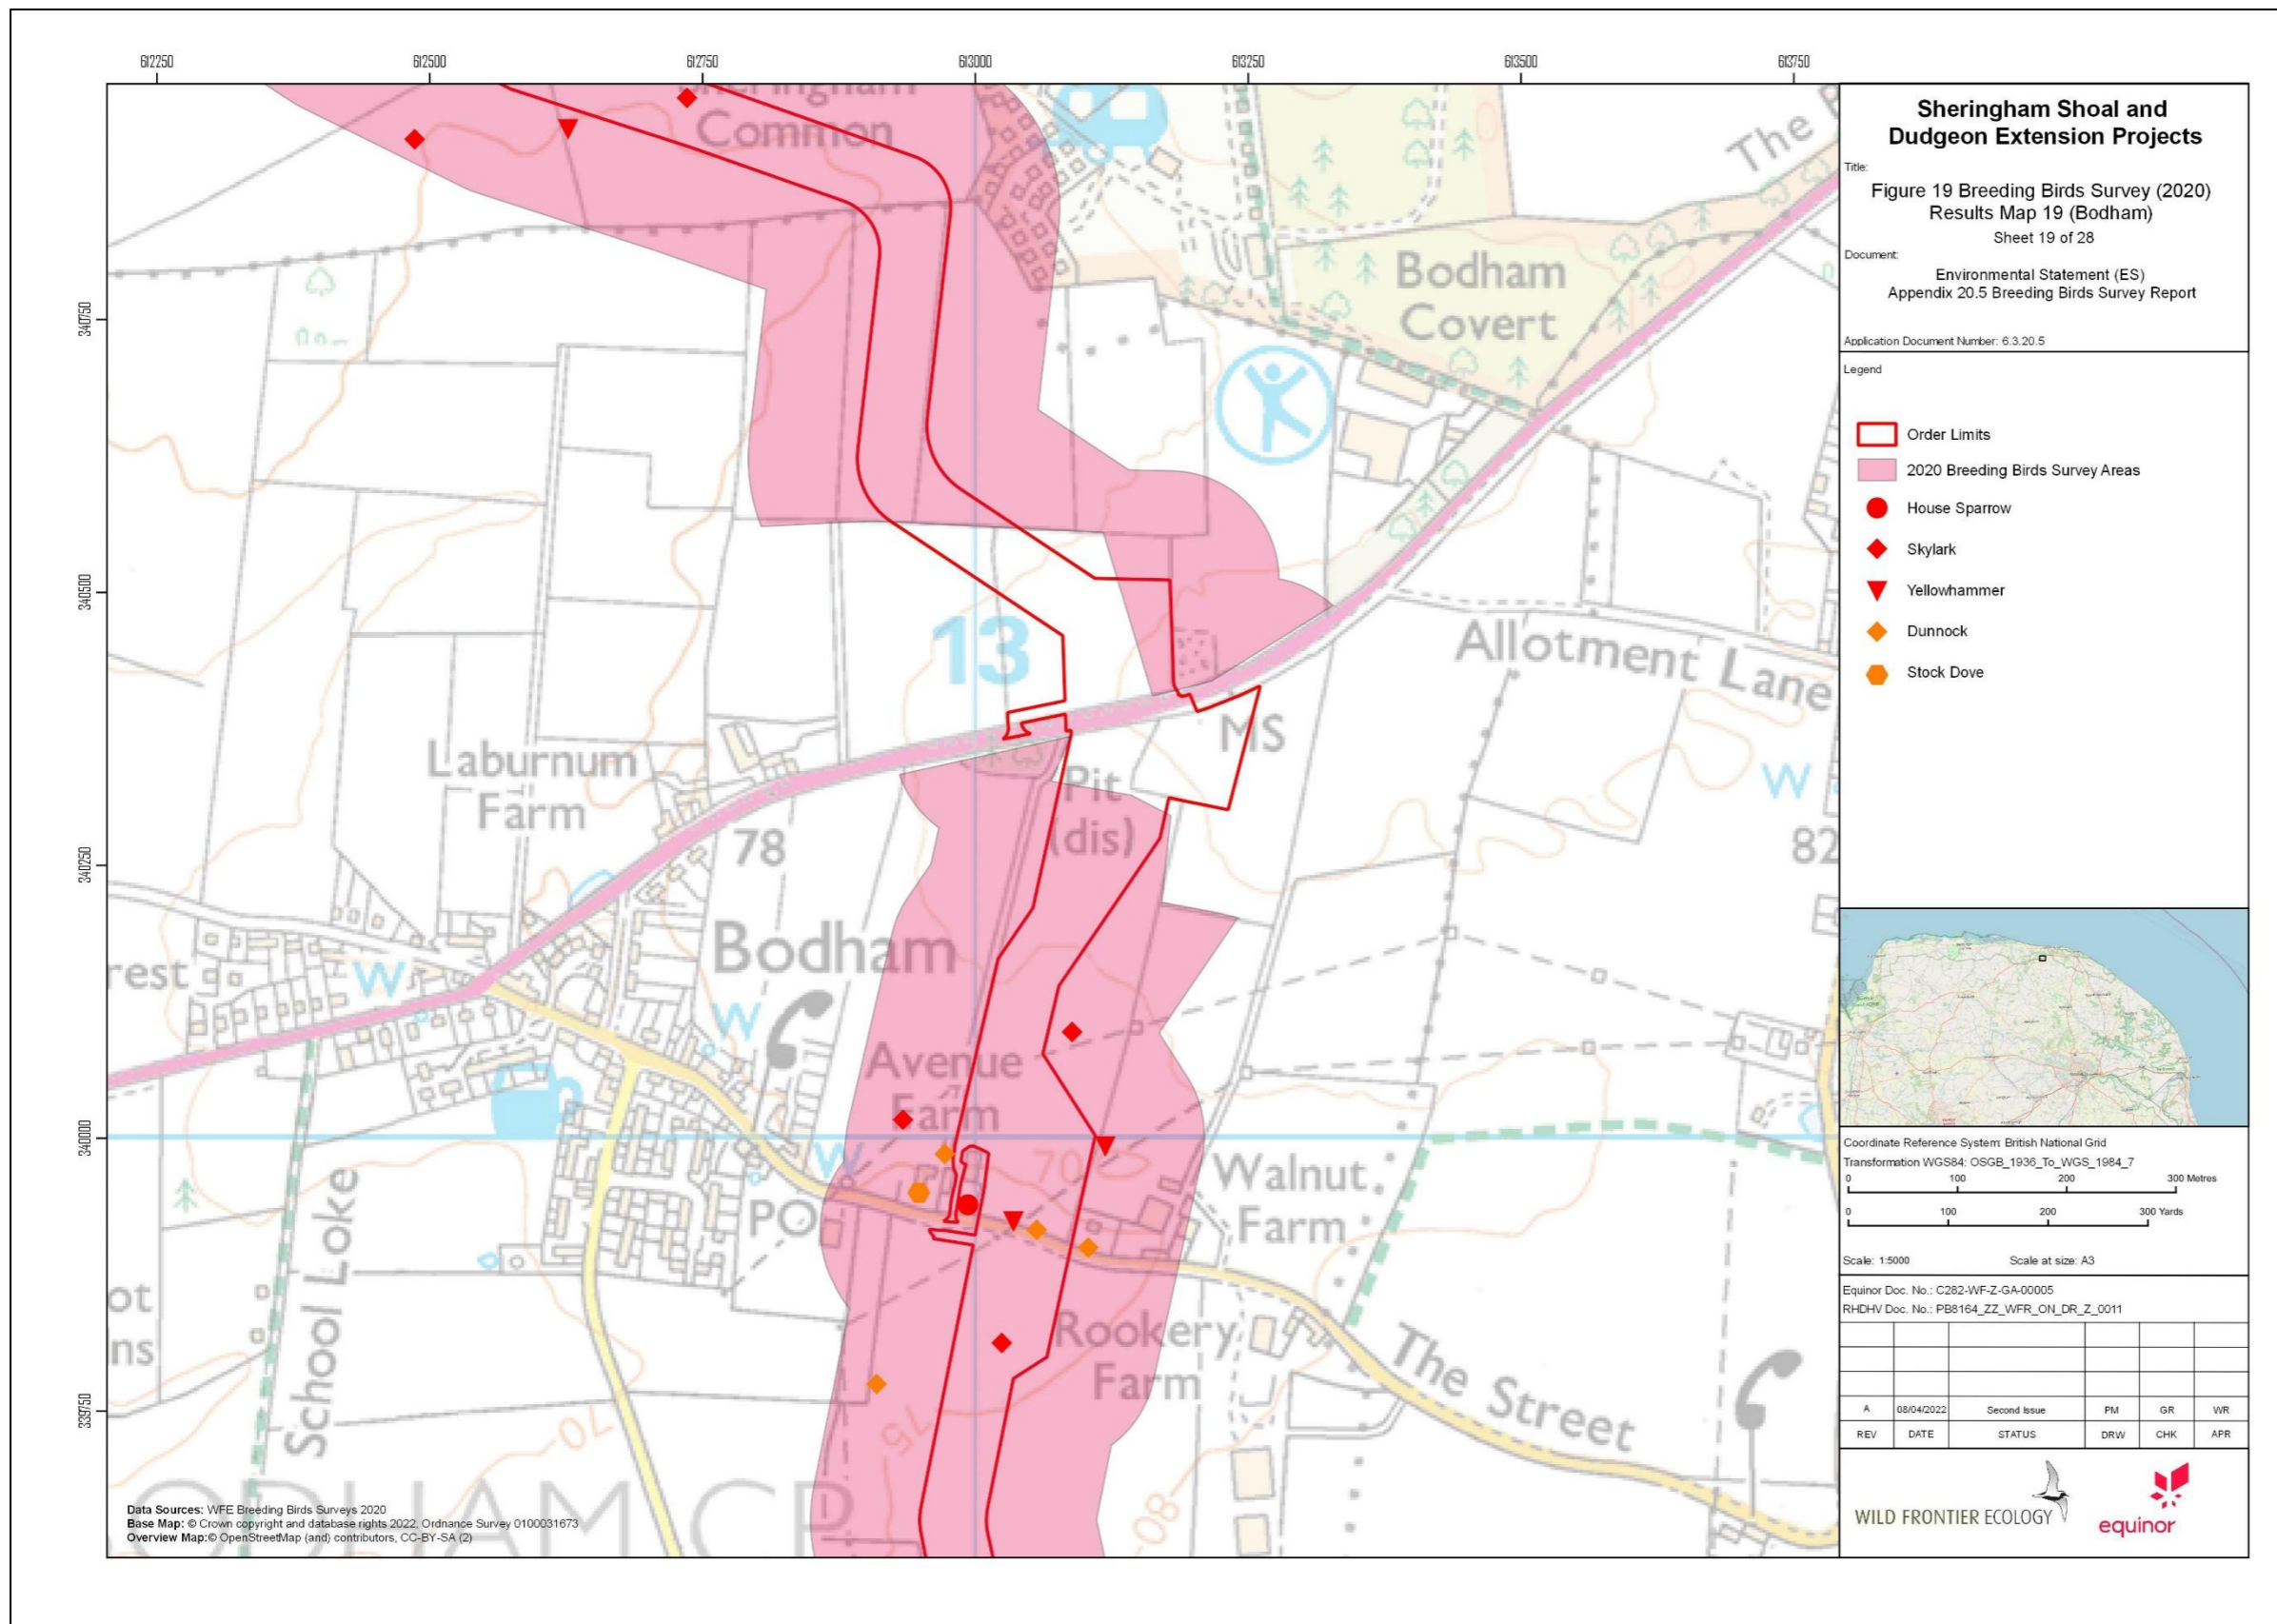 612250 612500 612750 613000 613250 613500 613750
340750
340500
340250
340000
339750
Sheringham
Common
The
Bodham
Covert
13
Allotment Lane
MS
Laburnum
Farm
Pit
(dis)
W
78
82
Bodham
rest
W
W
Avenue
Farm
W
70
Walnut
Farm
PO
School Loke
ot
ns
Rookery
Farm
The Street
70
75
80
ODHAM CP
Data Sources: WFE Breeding Birds Surveys 2020
Base Map: © Crown copyright and database rights 2022, Ordnance Survey 0100031673
Overview Map:© OpenStreetMap (and) contributors, CC-BY-SA (2)
Sheringham Shoal and
Dudgeon Extension Projects
Title:
Figure 19 Breeding Birds Survey (2020)
Results Map 19 (Bodham)
Sheet 19 of 28
Document:
Environmental Statement (ES)
Appendix 20.5 Breeding Birds Survey Report
Application Document Number: 6.3.20.5
Legend
Order Limits
2020 Breeding Birds Survey Areas
House Sparrow
Skylark
Yellowhammer
Dunnock
Stock Dove
Coordinate Reference System: British National Grid
Transformation WGS84: OSGB_1936_To_WGS_1984_7
0 100 200 300 Metres
0 100 200 300 Yards
Scale: 1:5000 Scale at size: A3
Equinor Doc. No.: C282-WF-Z-GA-00005
RHDHV Doc. No.: PB8164_ZZ_WFR_ON_DR_Z_0011
A 08/04/2022 Second Issue PM GR WR
REV DATE STATUS DRW CHK APR
WILD FRONTIER ECOLOGY
equinor